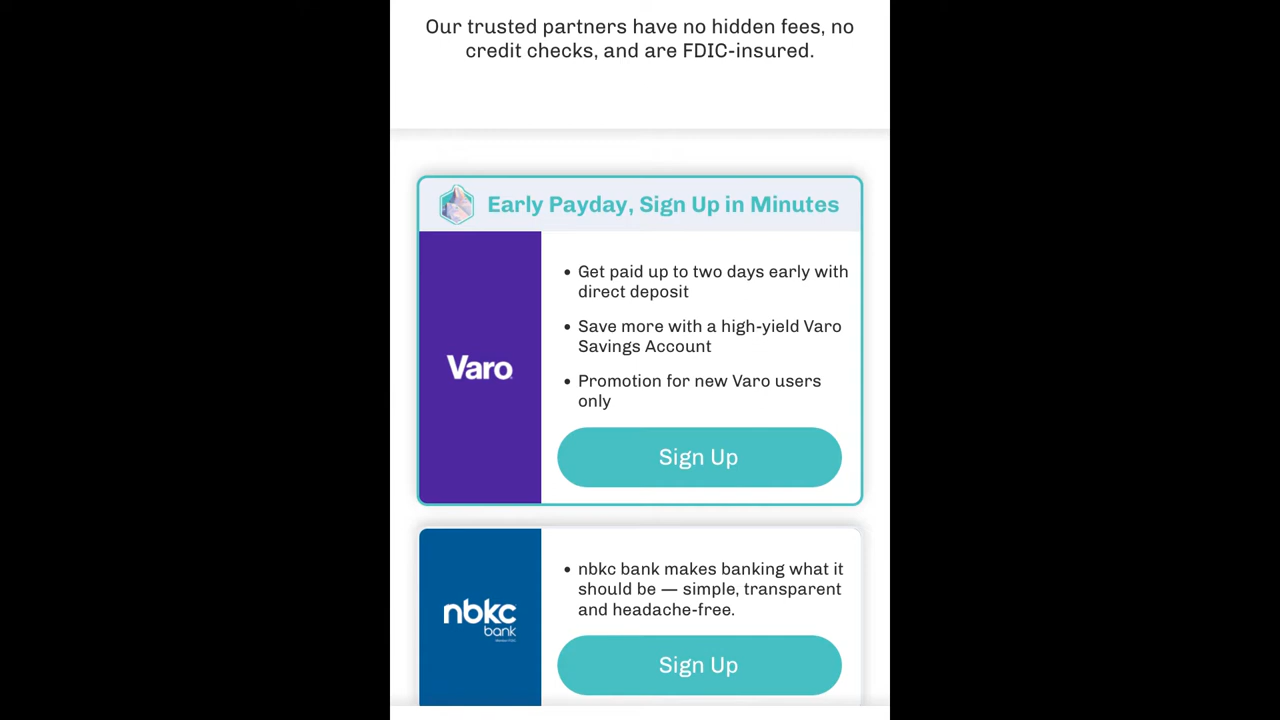 Our trusted partners have no hidden fees, no
credit checks, and are FDIC-insured.
Early Payday, Sign Up in Minutes
Varo
• Get paid up to two days early with
direct deposit
• Save more with a high-yield Varo
Savings Account
• Promotion for new Varo users
only
Sign Up
nbkc
bank
• nbkc bank makes banking what it
should be — simple, transparent
and headache-free.
Sign Up